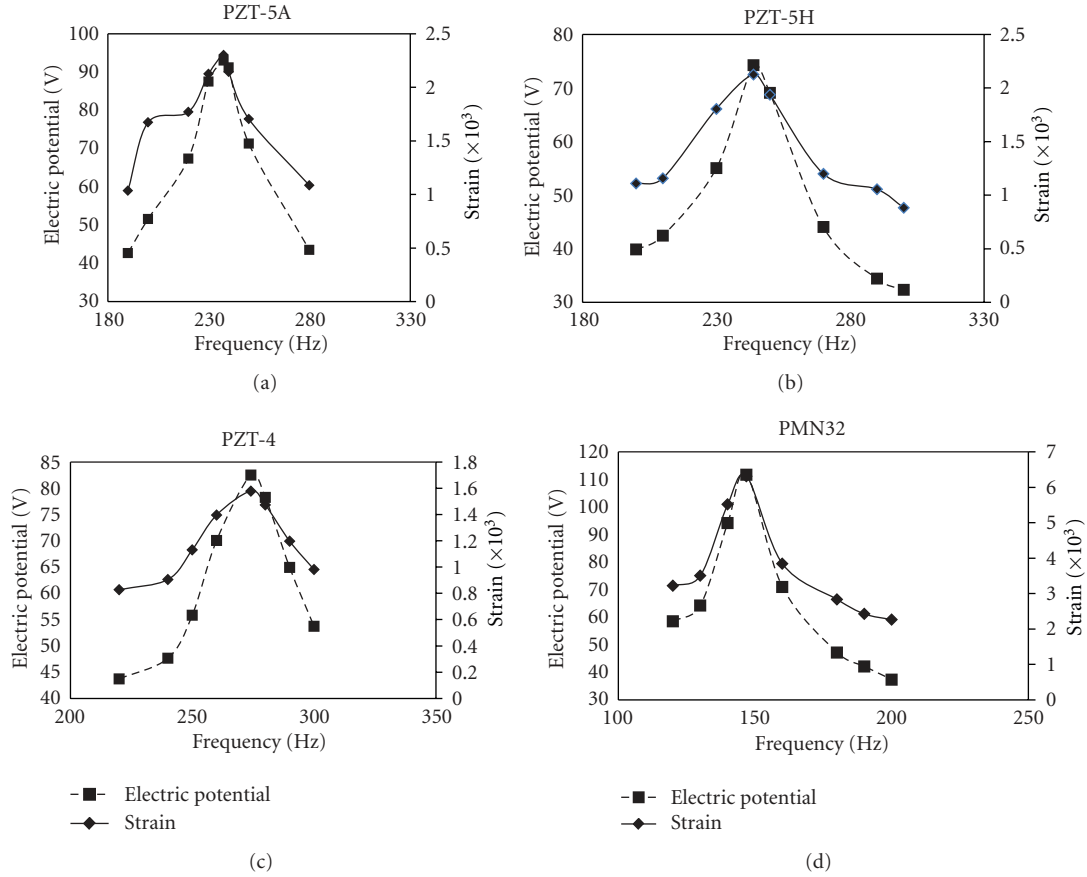 PZT-5A
100
90
80
70
60
50
40
30
Electric potential (V)
2.5
2
1.5
1
0.5
0
Strain (×10³)
180 230 280 330
Frequency (Hz)
(a)
PZT-5H
80
70
60
50
40
30
Electric potential (V)
2.5
2
1.5
1
0.5
0
Strain (×10³)
180 230 280 330
Frequency (Hz)
(b)
PZT-4
85
80
75
70
65
60
55
50
45
40
Electric potential (V)
1.8
1.6
1.4
1.2
1
0.8
0.6
0.4
0.2
0
Strain (×10³)
200 250 300 350
Frequency (Hz)
Electric potential
Strain
(c)
PMN32
120
110
100
90
80
70
60
50
40
30
Electric potential (V)
7
6
5
4
3
2
1
0
Strain (×10³)
100 150 200 250
Frequency (Hz)
Electric potential
Strain
(d)